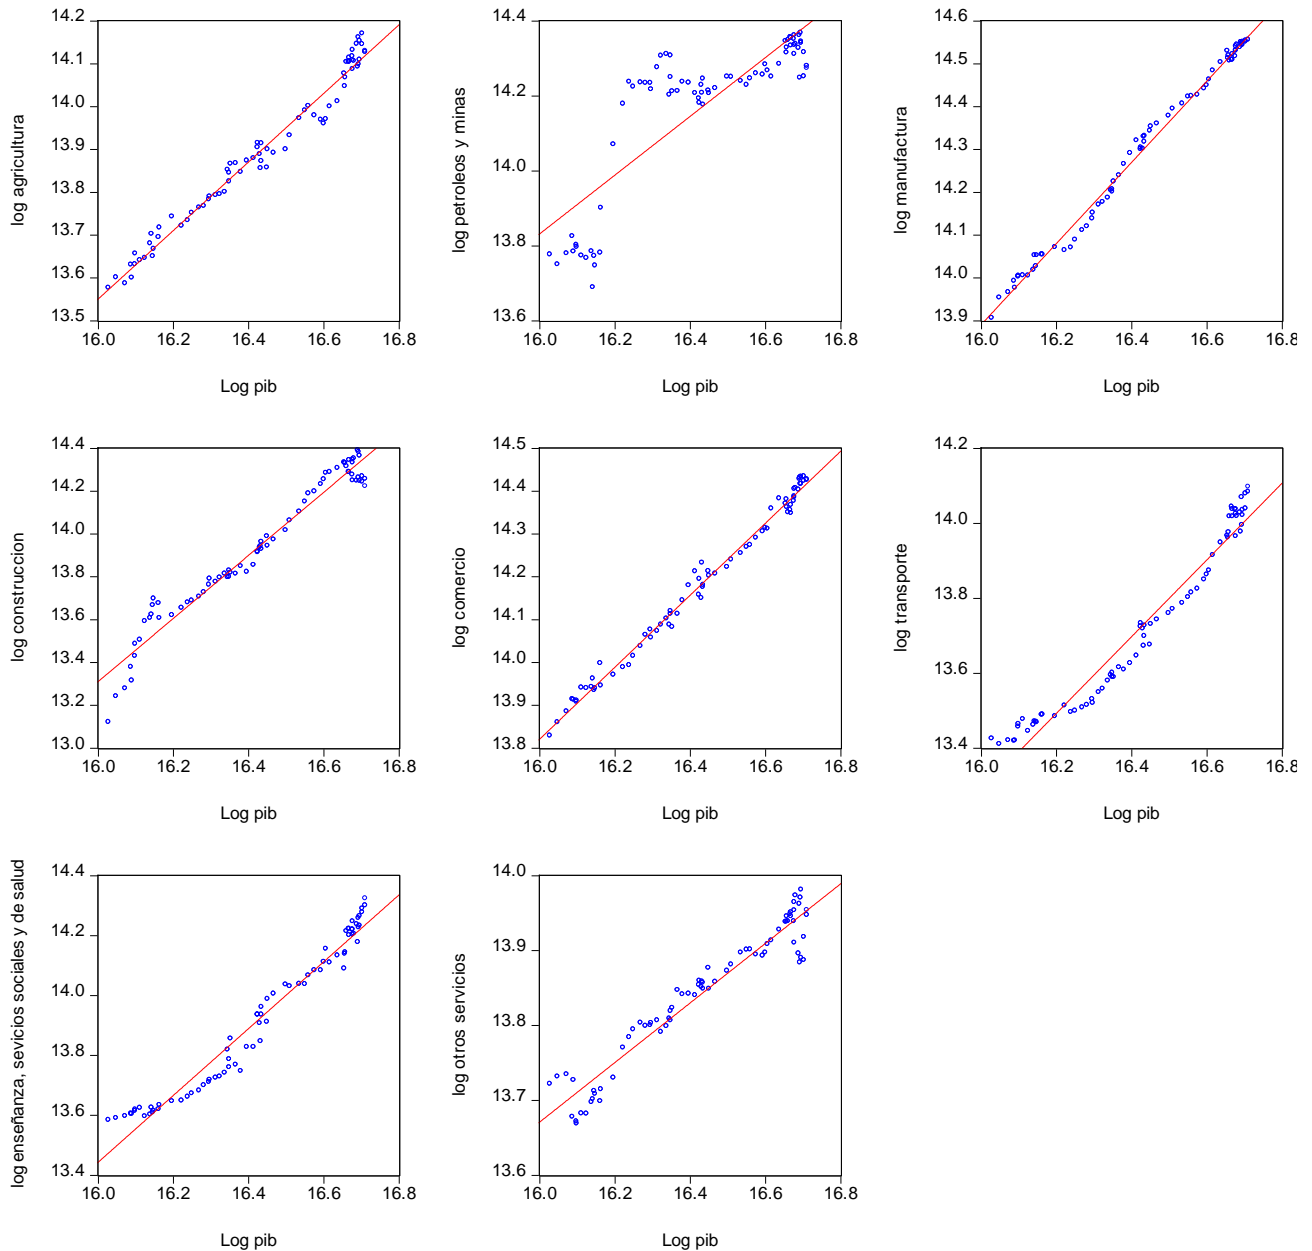 14.2
14.1
14.0
13.9
13.8
13.7
13.6
13.5
log agricultura
16.0 16.2 16.4 16.6 16.8
Log pib
14.4
14.2
14.0
13.8
13.6
log petroleos y minas
16.0 16.2 16.4 16.6 16.8
Log pib
14.6
14.5
14.4
14.3
14.2
14.1
14.0
13.9
log manufactura
16.0 16.2 16.4 16.6 16.8
Log pib
14.4
14.2
14.0
13.8
13.6
13.4
13.2
13.0
log construccion
16.0 16.2 16.4 16.6 16.8
Log pib
14.5
14.4
14.3
14.2
14.1
14.0
13.9
13.8
log comercio
16.0 16.2 16.4 16.6 16.8
Log pib
14.2
14.0
13.8
13.6
13.4
log transporte
16.0 16.2 16.4 16.6 16.8
Log pib
14.4
14.2
14.0
13.8
13.6
13.4
log enseñanza, sevicios sociales y de salud
16.0 16.2 16.4 16.6 16.8
Log pib
14.0
13.9
13.8
13.7
13.6
log otros servicios
16.0 16.2 16.4 16.6 16.8
Log pib